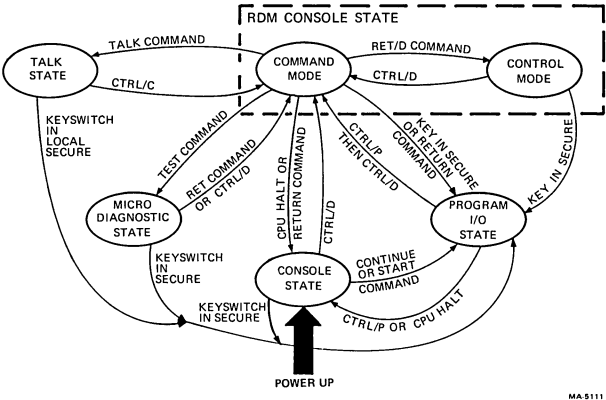 RDM CONSOLE STATE
TALK COMMAND
RET/D COMMAND
TALK
STATE
COMMAND
MODE
CONTROL
MODE
CTRL/C
CTRL/D
KEYSWITCH
IN
LOCAL
SECURE
TEST COMMAND
RET COMMAND
OR CTRL/D
CPU HALT OR
RETURN COMMAND
CTRL/D
CTRL/P
THEN CTRL/D
KEY IN SECURE
OR RETURN
COMMAND
KEY IN SECURE
MICRO
DIAGNOSTIC
STATE
PROGRAM
I/O
STATE
KEYSWITCH
IN
SECURE
CONSOLE
STATE
CONTINUE
OR START
COMMAND
KEYSWITCH
IN SECURE
CTRL/P OR CPU HALT
POWER UP
MA-5111